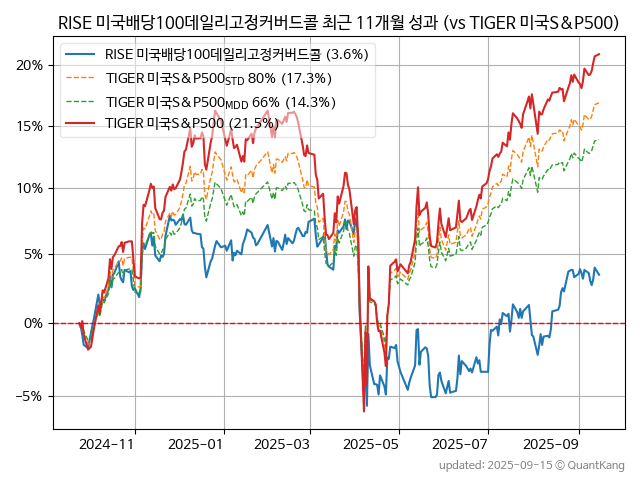 RISE 미국배당100데일리고정커버드콜 최근 11개월 성과 (vs TIGER 미국S&P500)
RISE 미국배당100데일리고정커버드콜 (3.6%)
TIGER 미국S&P500STD 80% (17.3%)
TIGER 미국S&P500MDD 66% (14.3%)
TIGER 미국S&P500 (21.5%)
20%
15%
10%
5%
0%
−5%
2024-11
2025-01
2025-03
2025-05
2025-07
2025-09
updated: 2025-09-15 © QuantKang